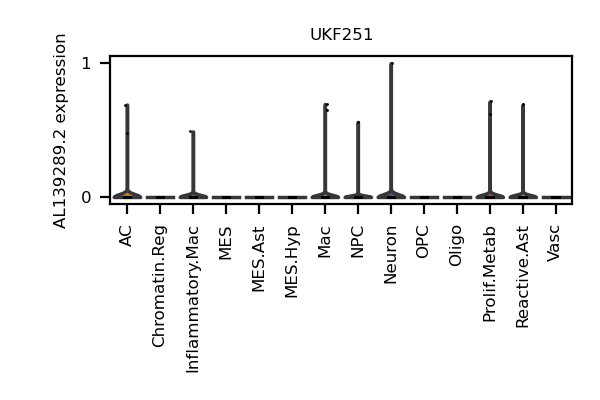 UKF251
AL139289.2 expression
1
0
AC
Chromatin.Reg
Inflammatory.Mac
MES
MES.Ast
MES.Hyp
Mac
NPC
Neuron
OPC
Oligo
Prolif.Metab
Reactive.Ast
Vasc